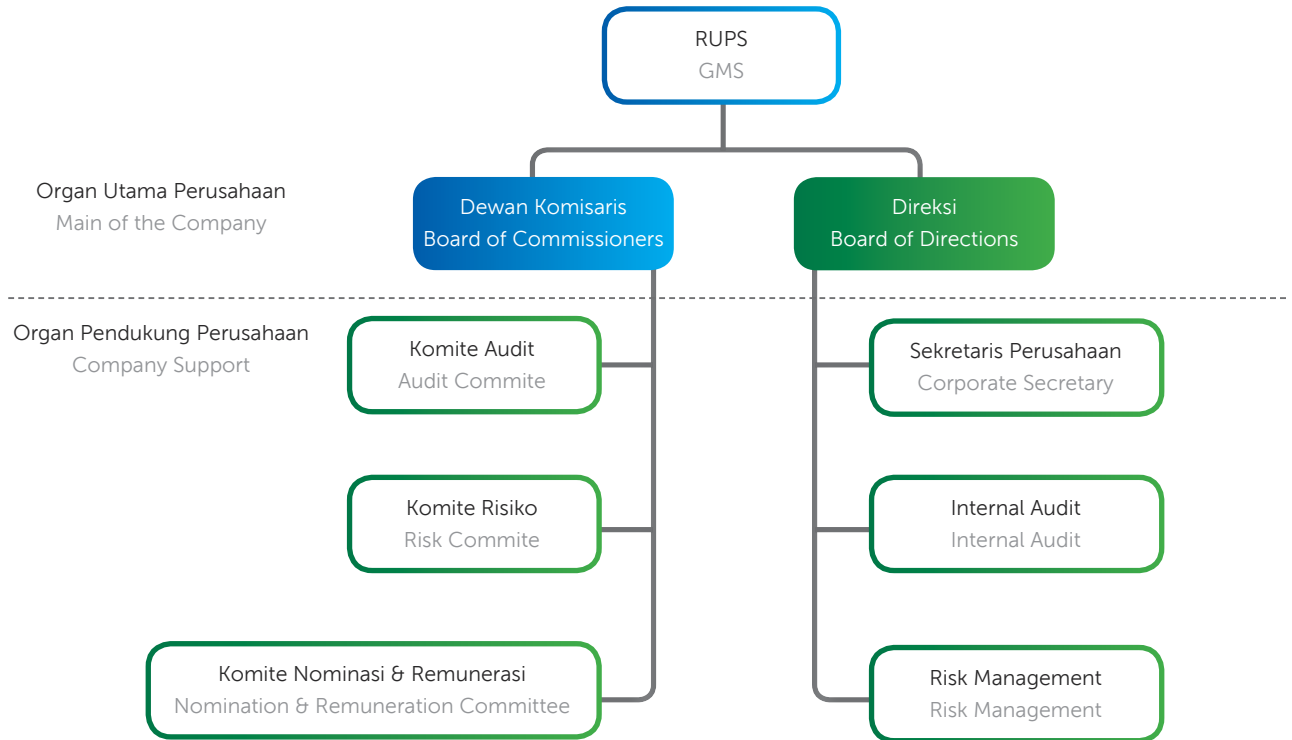 RUPS
GMS
Organ Utama Perusahaan
Main of the Company
Dewan Komisaris
Board of Commissioners
Direksi
Board of Directions
Organ Pendukung Perusahaan
Company Support
Komite Audit
Audit Commite
Sekretaris Perusahaan
Corporate Secretary
Komite Risiko
Risk Commite
Internal Audit
Internal Audit
Komite Nominasi & Remunerasi
Nomination & Remuneration Committee
Risk Management
Risk Management